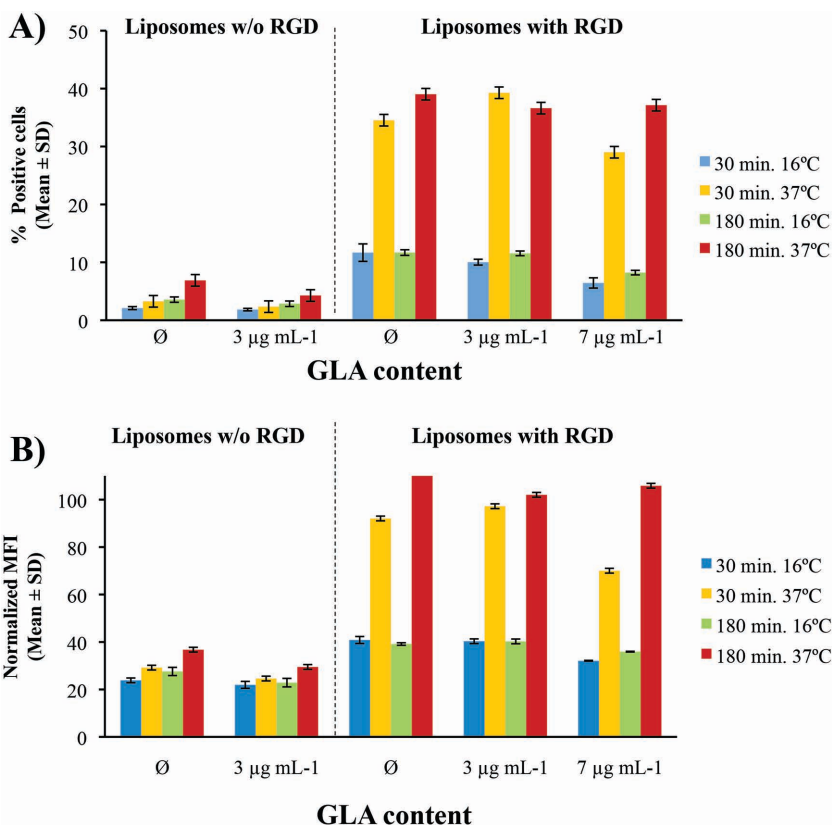 A)
Liposomes w/o RGD
Liposomes with RGD
% Positive cells
(Mean ± SD)
50
40
30
20
10
0
Ø
3 µg mL-1
Ø
3 µg mL-1
7 µg mL-1
GLA content
30 min. 16ºC
30 min. 37ºC
180 min. 16ºC
180 min. 37ºC
B)
Liposomes w/o RGD
Liposomes with RGD
Normalized MFI
(Mean ± SD)
100
80
60
40
20
0
Ø
3 µg mL-1
Ø
3 µg mL-1
7 µg mL-1
GLA content
30 min. 16ºC
30 min. 37ºC
180 min. 16ºC
180 min. 37ºC